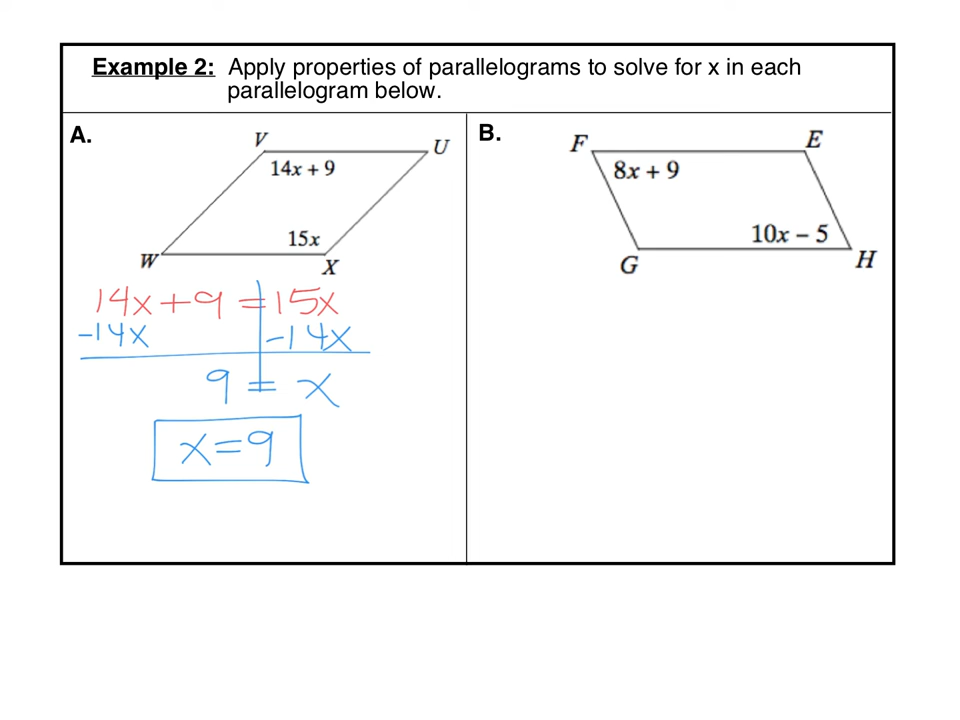 Example 2: Apply properties of parallelograms to solve for x in each
parallelogram below.
A.
V
U
14x + 9
15x
W
X
14x + 9 = 15x
-14x -14x
9 = x
x = 9
B.
F
E
8x + 9
10x – 5
G
H